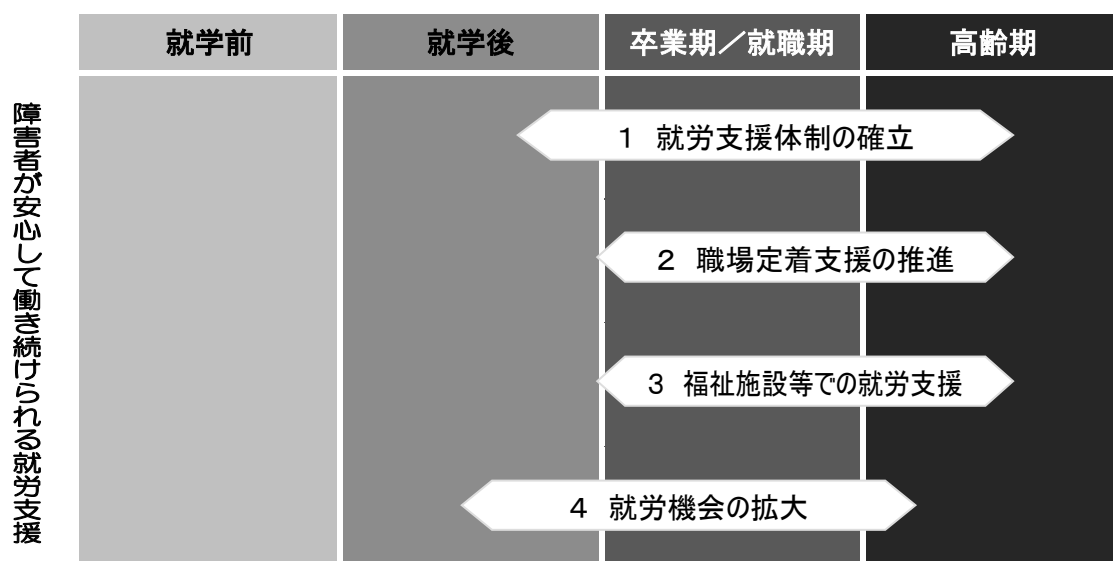 就学前
就学後
卒業期／就職期
高齢期
障害者が安心して働き続けられる就労支援
1 就労支援体制の確立
2 職場定着支援の推進
3 福祉施設等での就労支援
4 就労機会の拡大